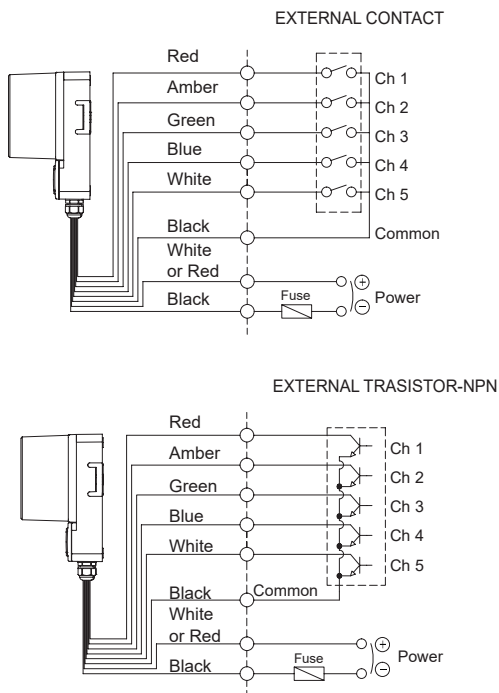 EXTERNAL CONTACT
Red
Ch 1
Amber
Ch 2
Green
Ch 3
Blue
Ch 4
White
Ch 5
Black
Common
White
or Red
+
Fuse
Power
Black
−
EXTERNAL TRASISTOR-NPN
Red
Ch 1
Amber
Ch 2
Green
Ch 3
Blue
Ch 4
White
Ch 5
Black
Common
White
or Red
+
Fuse
Power
Black
−